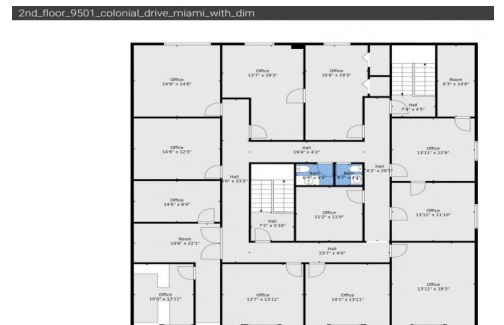 2nd_floor_9501_colonial_drive_miami_with_dim
Office
14'6" x 14'6"
Office
13'7" x 19'3"
Office
10'6" x 19'3"
Hall
7'4" x 4'5"
Room
6'3" x 14'6"
Office
14'6" x 12'5"
Hall
19'4" x 4'2"
Office
13'11" x 12'9"
Hall
Hall
Office
14'6" x 8'4"
Hall
7'2" x 5'10"
Office
11'2" x 11'0"
Office
13'11" x 11'10"
Room
14'6" x 22'1"
Hall
23'7" x 4'0"
Office
10'0" x 13'11"
Office
13'7" x 13'11"
Office
14'1" x 13'11"
Office
13'11" x 18'3"